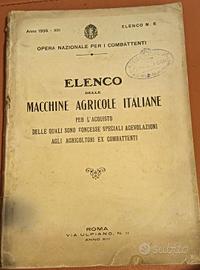 Anno 1935 - XIII
ELENCO N. 6
OPERA NAZIONALE PER I COMBATTENTI
ELENCO
DELLE
MACCHINE AGRICOLE ITALIANE
PER L'ACQUISTO
DELLE QUALI SONO CONCESSE SPECIALI AGEVOLAZIONI
AGLI AGRICOLTORI EX COMBATTENTI
ROMA
VIA ULPIANO, N. 11
ANNO XIII
subito